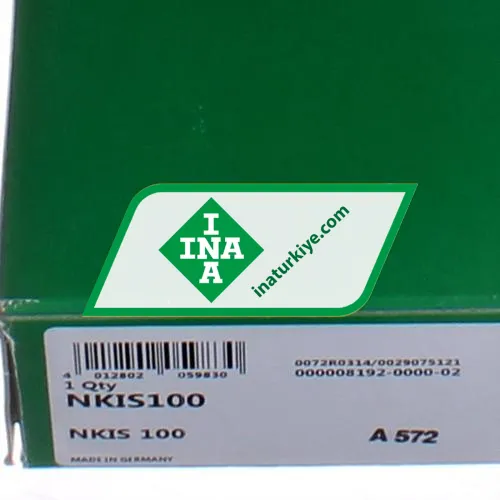 I
INA
A
inaturkiye.com
0072R0314/0029075121
000008192-0000-02
4 012802 059830
1 Qty
NKIS100
NKIS 100
A 572
MADE IN GERMANY